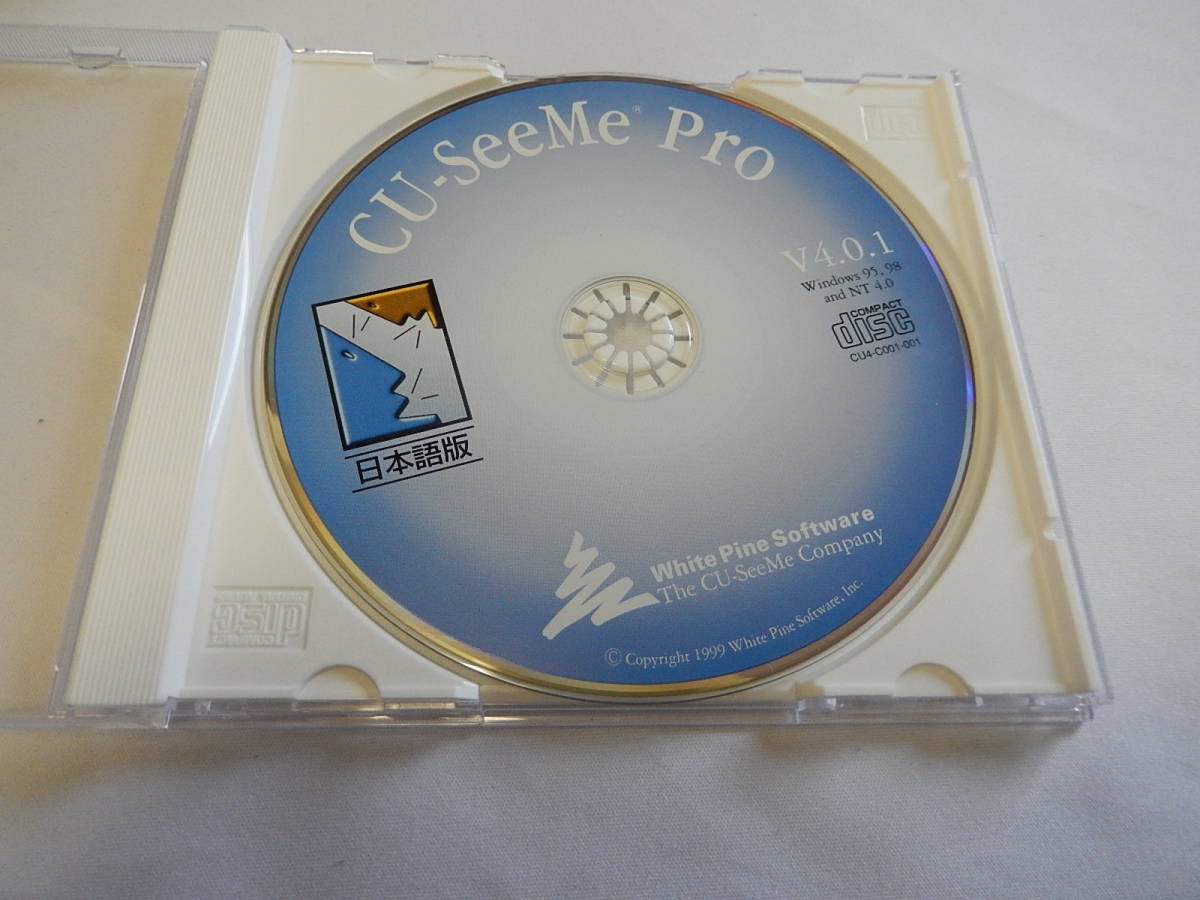 CU-SeeMe® Pro
V4.0.1
Windows 95, 98
and NT 4.0
COMPACT
disc
CU4-C001-001
日本語版
White Pine Software
The CU-SeeMe Company
© Copyright 1999 White Pine Software, Inc.